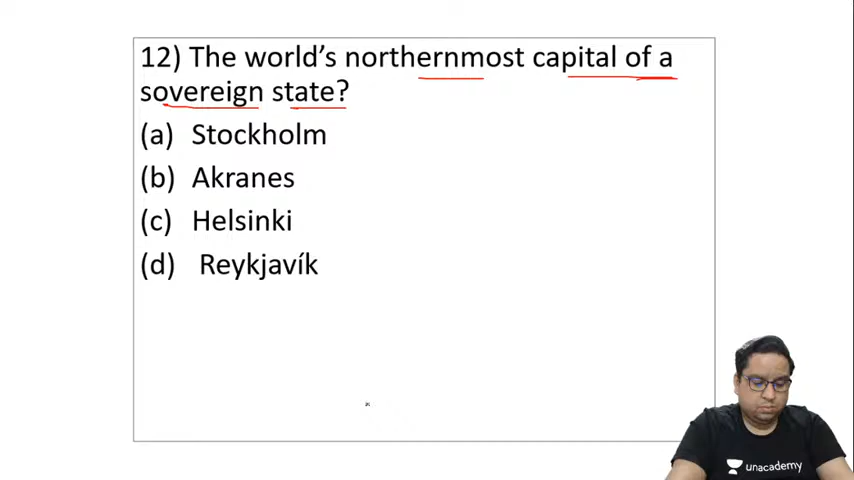 12) The world's northernmost capital of a
sovereign state?
(a) Stockholm
(b) Akranes
(c) Helsinki
(d) Reykjavík
unacademy